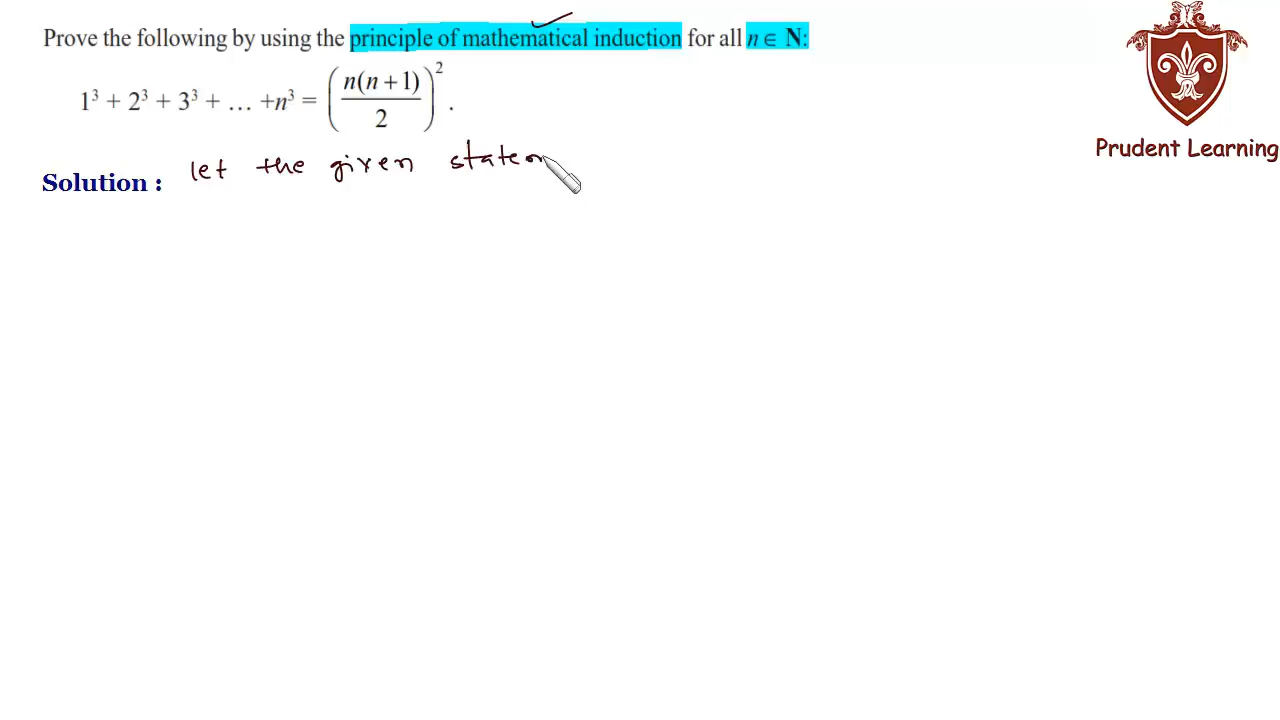 Prove the following by using the principle of mathematical induction for all n ∈ N:
1³ + 2³ + 3³ + … +n³ = (n(n+1)/2)² .
Prudent Learning
Solution : let the given statem